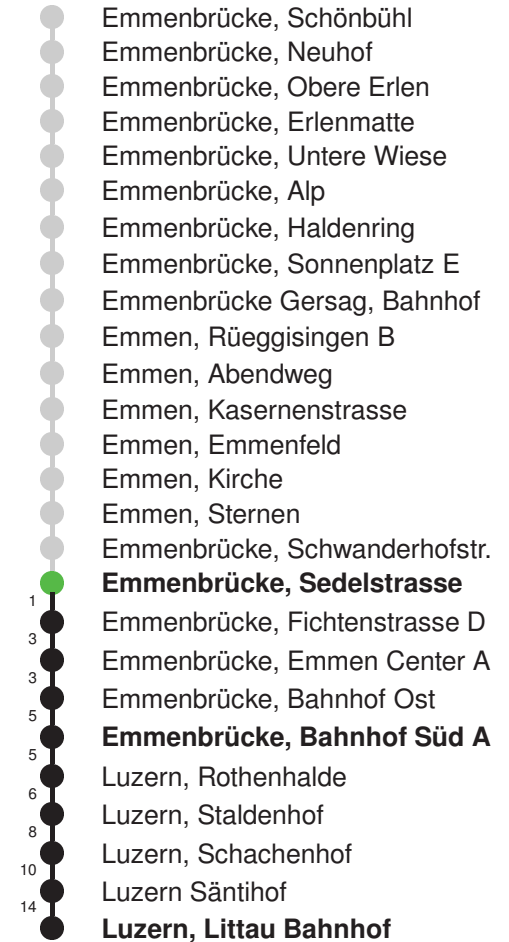 Emmenbrücke, Schönbühl
Emmenbrücke, Neuhof
Emmenbrücke, Obere Erlen
Emmenbrücke, Erlenmatte
Emmenbrücke, Untere Wiese
Emmenbrücke, Alp
Emmenbrücke, Haldenring
Emmenbrücke, Sonnenplatz E
Emmenbrücke Gersag, Bahnhof
Emmen, Rüeggisingen B
Emmen, Abendweg
Emmen, Kasernenstrasse
Emmen, Emmenfeld
Emmen, Kirche
Emmen, Sternen
Emmenbrücke, Schwanderhofstr.
Emmenbrücke, Sedelstrasse
1
Emmenbrücke, Fichtenstrasse D
3
Emmenbrücke, Emmen Center A
3
Emmenbrücke, Bahnhof Ost
5
Emmenbrücke, Bahnhof Süd A
5
Luzern, Rothenhalde
6
Luzern, Staldenhof
8
Luzern, Schachenhof
10
Luzern Säntihof
14
Luzern, Littau Bahnhof